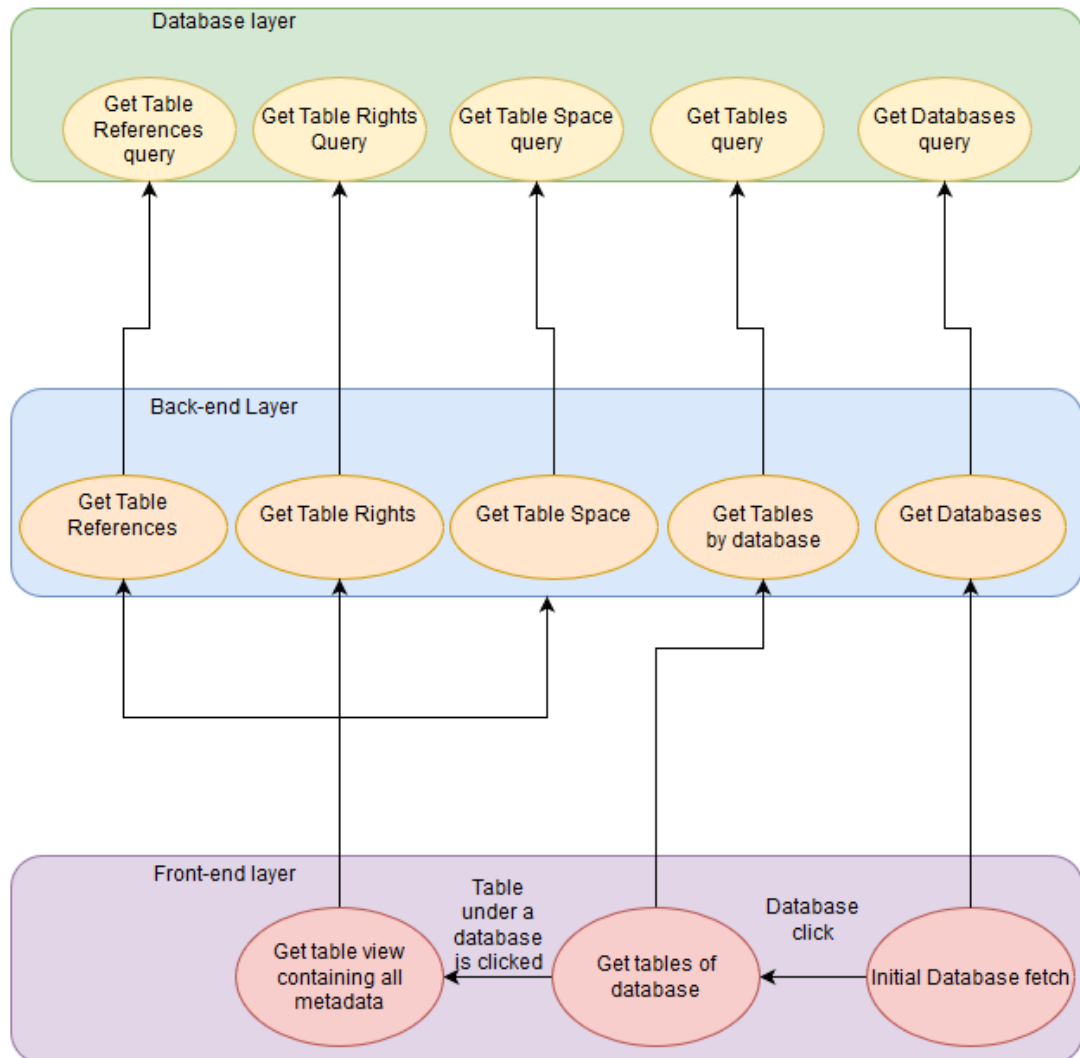 Database layer
Get Table
References
query
Get Table Rights
Query
Get Table Space
query
Get Tables
query
Get Databases
query
Back-end Layer
Get Table
References
Get Table Rights
Get Table Space
Get Tables
by database
Get Databases
Front-end layer
Get table view
containing all
metadata
Table
under a
database
is clicked
Get tables of
database
Database
click
Initial Database fetch